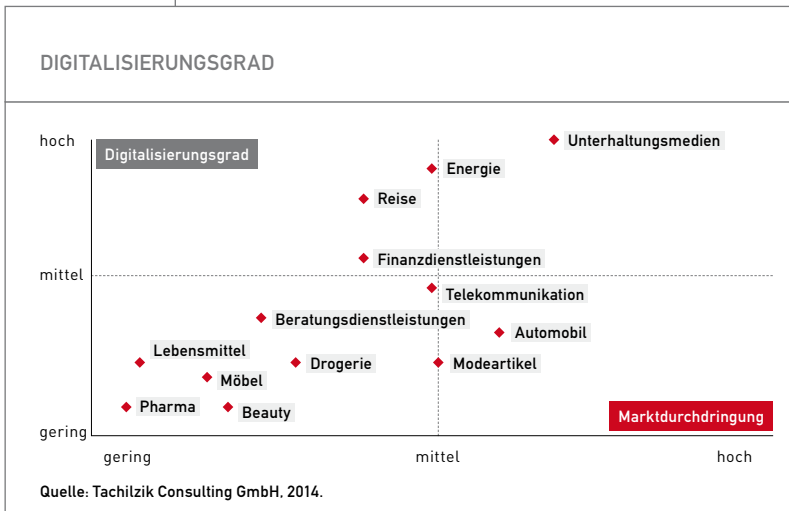 DIGITALISIERUNGSGRAD
hoch
Digitalisierungsgrad
Unterhaltungsmedien
Energie
Reise
Finanzdienstleistungen
mittel
Telekommunikation
Beratungsdienstleistungen
Automobil
Lebensmittel
Drogerie
Modeartikel
Möbel
Pharma
Beauty
Marktdurchdringung
gering
gering
mittel
hoch
Quelle: Tachilzik Consulting GmbH, 2014.